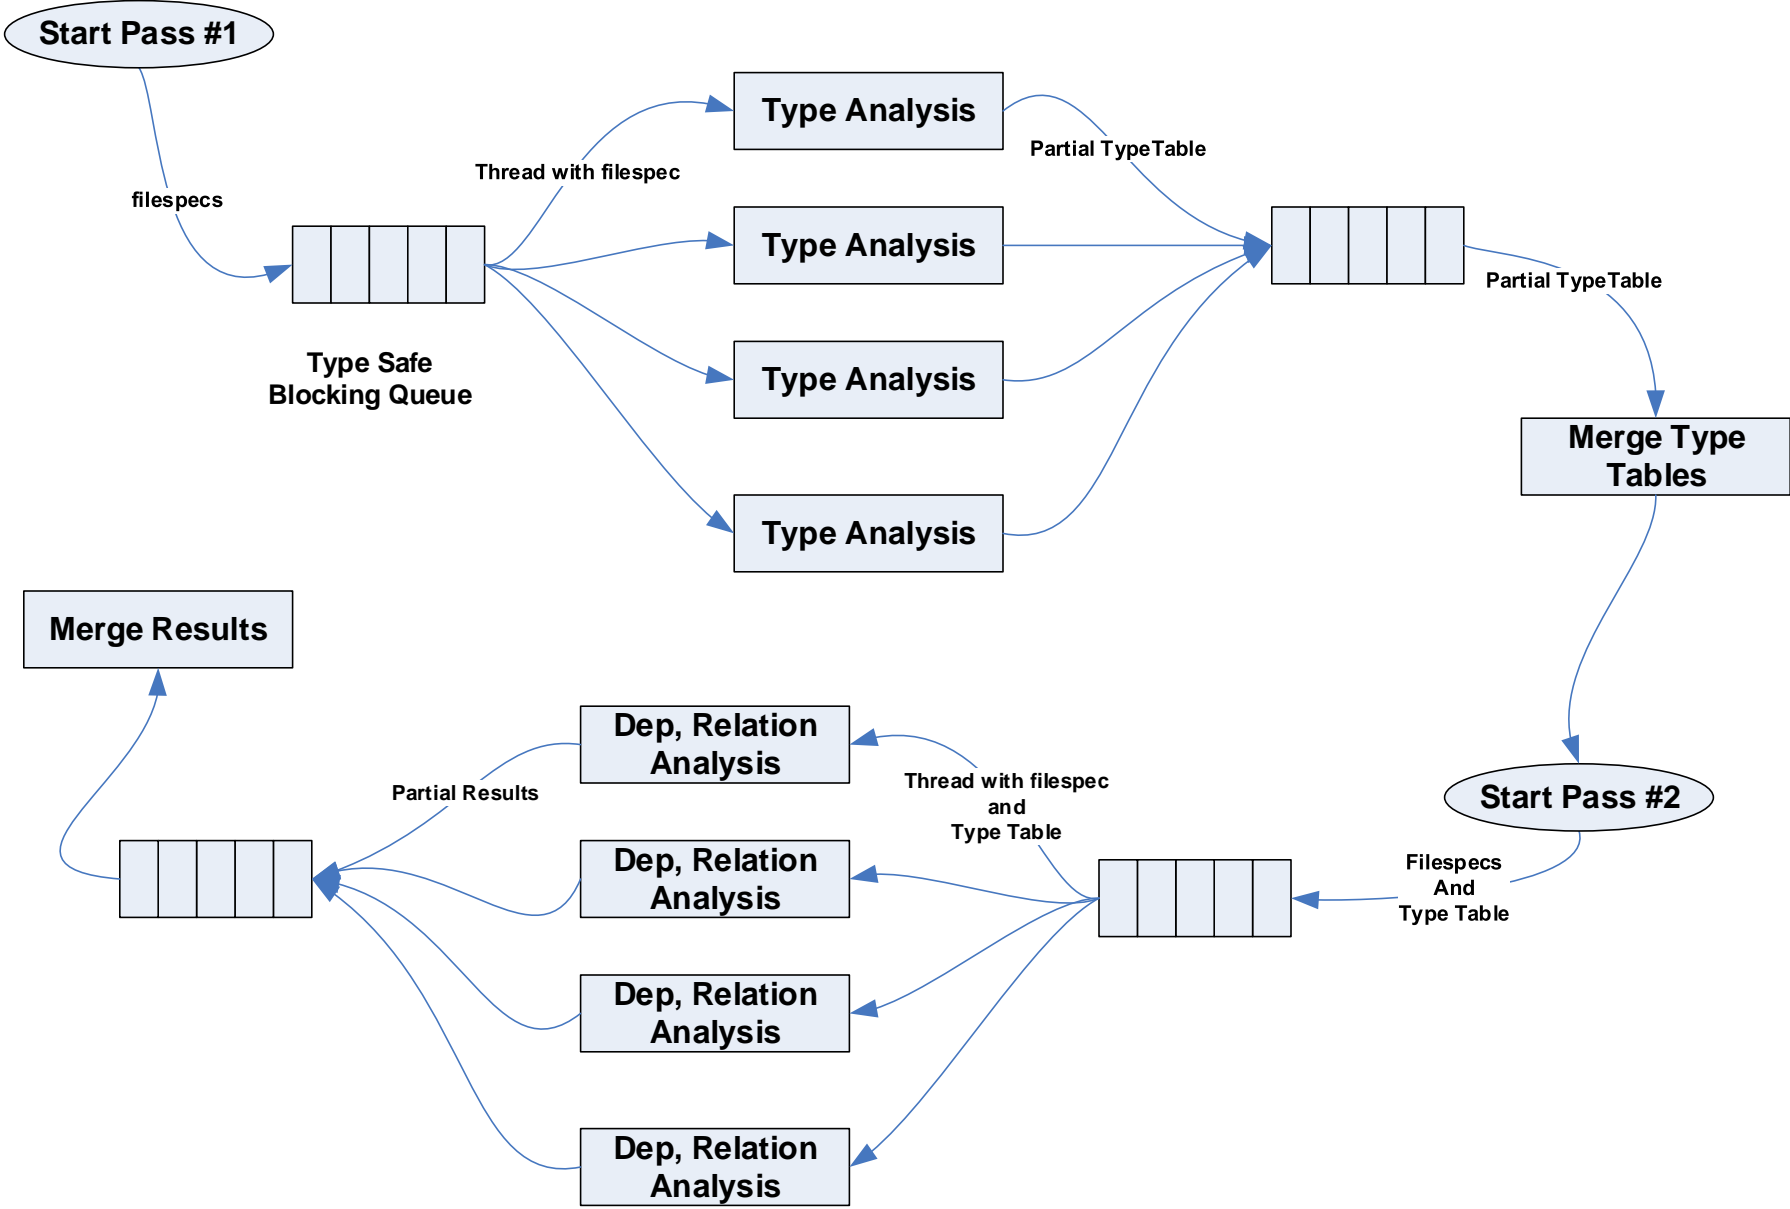 Start Pass #1
filespecs
Type Safe
Blocking Queue
Thread with filespec
Type Analysis
Type Analysis
Type Analysis
Type Analysis
Partial TypeTable
Partial TypeTable
Merge Type
Tables
Start Pass #2
Filespecs
And
Type Table
Thread with filespec
and
Type Table
Dep, Relation
Analysis
Dep, Relation
Analysis
Dep, Relation
Analysis
Dep, Relation
Analysis
Partial Results
Merge Results